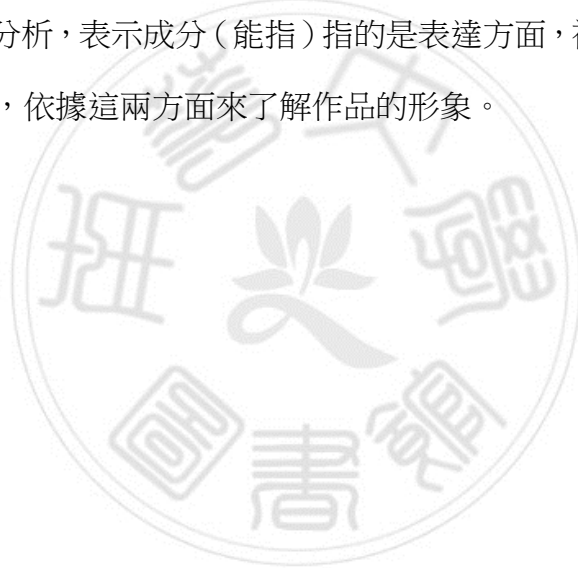 分析，表示成分（能指）指的是表達方面，
，依據這兩方面來了解作品的形象。
書